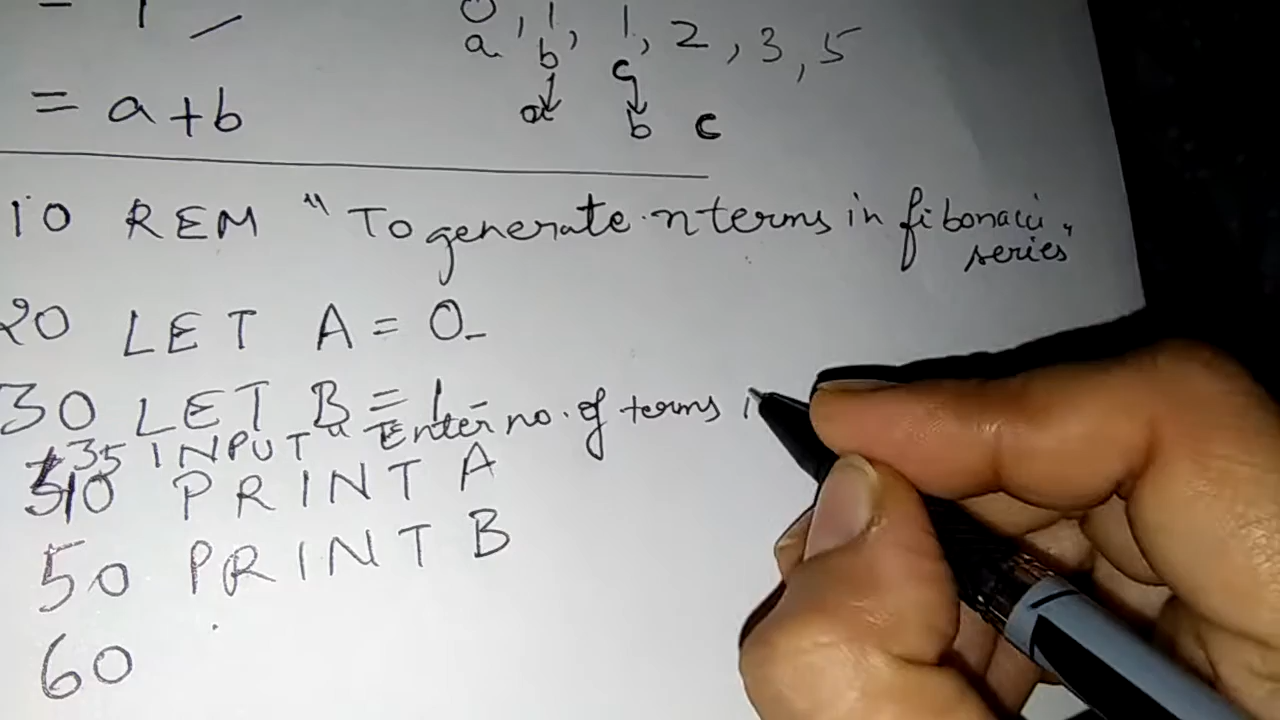 0, 1, 1, 2, 3, 5
a b c
= a+b
a b c
10 REM "To generate n terms in fibonacci
series"
20 LET A = 0
30 LET B = 1
35 INPUT "Enter no. of terms
40 PRINT A
50 PRINT B
60